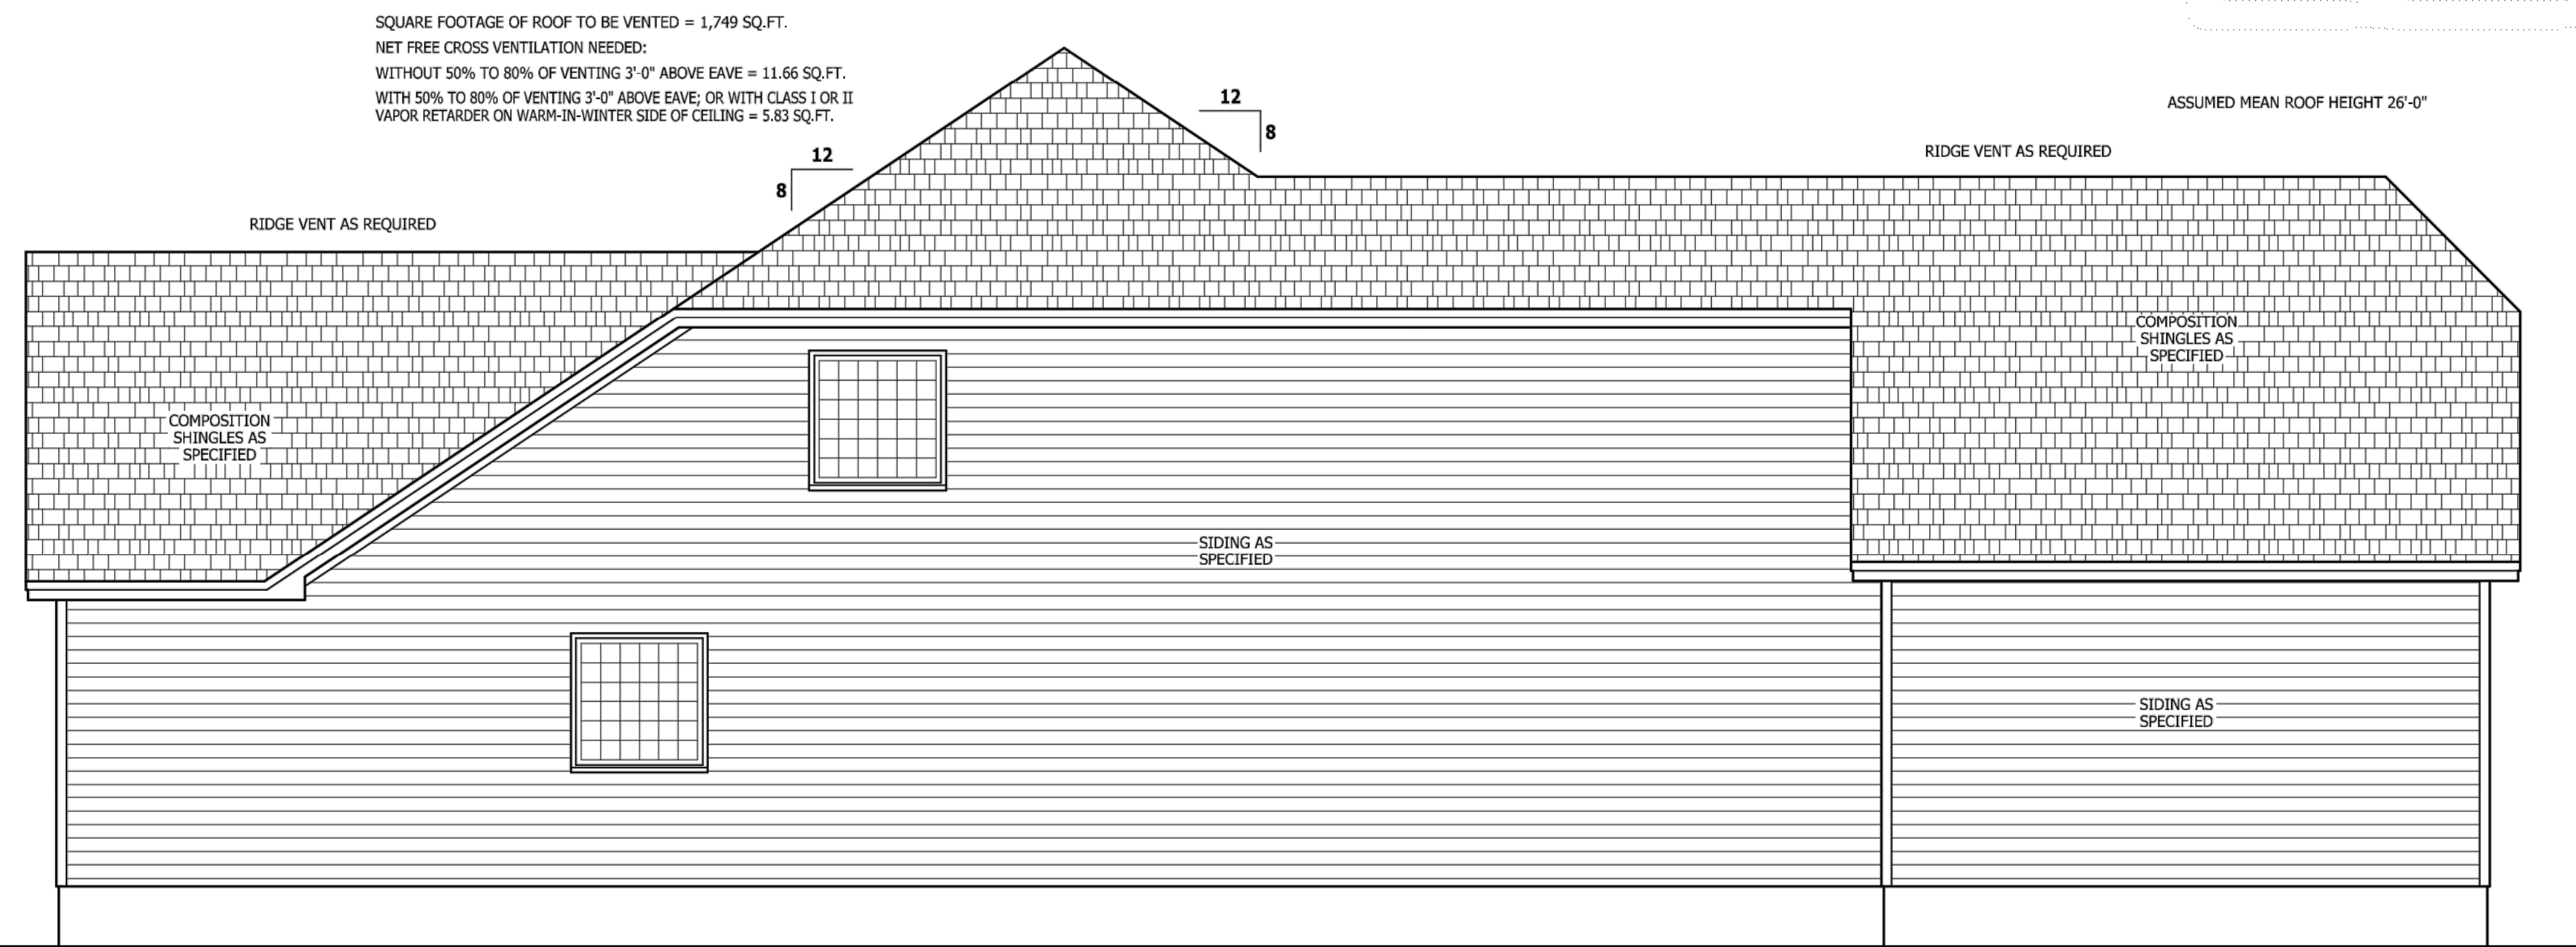 SQUARE FOOTAGE OF ROOF TO BE VENTED = 1,749 SQ.FT.
NET FREE CROSS VENTILATION NEEDED:
WITHOUT 50% TO 80% OF VENTING 3'-0" ABOVE EAVE = 11.66 SQ.FT.
WITH 50% TO 80% OF VENTING 3'-0" ABOVE EAVE; OR WITH CLASS I OR II
VAPOR RETARDER ON WARM-IN-WINTER SIDE OF CEILING = 5.83 SQ.FT.
12
8
ASSUMED MEAN ROOF HEIGHT 26'-0"
RIDGE VENT AS REQUIRED
12
8
RIDGE VENT AS REQUIRED
COMPOSITION
SHINGLES AS
SPECIFIED
COMPOSITION
SHINGLES AS
SPECIFIED
SIDING AS
SPECIFIED
SIDING AS
SPECIFIED